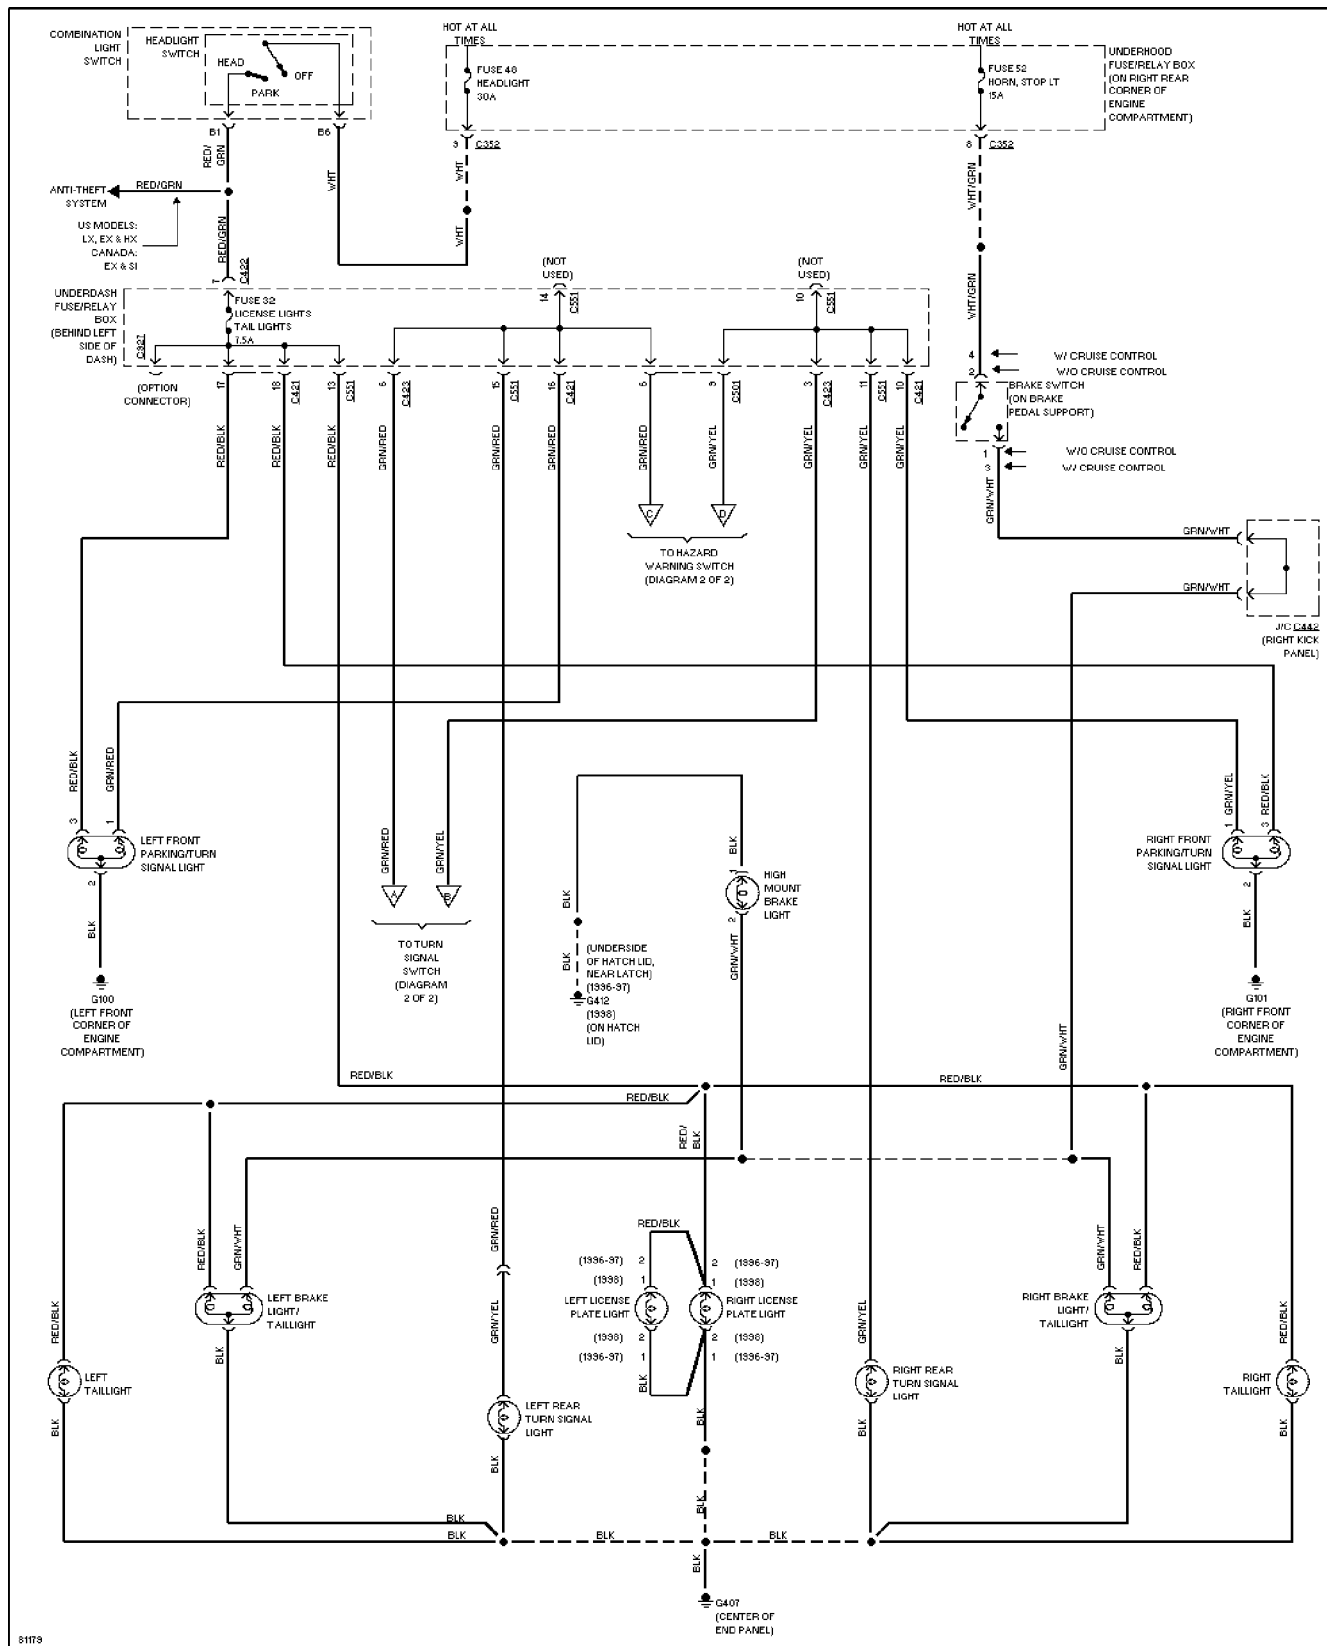 COMBINATION
LIGHT
SWITCH
HEADLIGHT
SWITCH
HEAD
OFF
PARK
HOT AT ALL
TIMES
FUSE 48
HEADLIGHT
30A
HOT AT ALL
TIMES
FUSE 52
HORN, STOP LT
15A
UNDERHOOD
FUSE/RELAY BOX
(ON RIGHT REAR
CORNER OF
ENGINE
COMPARTMENT)
B1
B6
9
C352
8
C352
RED/
GRN
WHT
WHT
WHT/GRN
ANTI-THEFT
SYSTEM
RED/GRN
US MODELS:
LX, EX & HX
CANADA:
EX & SI
RED/GRN
WHT
7
C422
(NOT
USED)
14
C551
(NOT
USED)
10
C551
WHT/GRN
UNDERDASH
FUSE/RELAY
BOX
(BEHIND LEFT
SIDE OF
DASH)
FUSE 32
LICENSE LIGHTS
TAIL LIGHTS
7.5A
C927
(OPTION
CONNECTOR)
17
18
C421
13
C551
6
C423
15
C551
16
C421
6
9
C501
3
C423
11
C551
10
C421
4
W/ CRUISE CONTROL
2
W/O CRUISE CONTROL
BRAKE SWITCH
(ON BRAKE
PEDAL SUPPORT)
1
W/O CRUISE CONTROL
3
W/ CRUISE CONTROL
RED/BLK
RED/BLK
RED/BLK
GRN/RED
GRN/RED
GRN/RED
GRN/RED
GRN/YEL
GRN/YEL
GRN/YEL
GRN/YEL
GRN/WHT
C
D
TO HAZARD
WARNING SWITCH
(DIAGRAM 2 OF 2)
GRN/WHT
GRN/WHT
J/C C442
(RIGHT KICK
PANEL)
RED/BLK
GRN/RED
3
1
LEFT FRONT
PARKING/TURN
SIGNAL LIGHT
2
BLK
G100
(LEFT FRONT
CORNER OF
ENGINE
COMPARTMENT)
GRN/RED
GRN/YEL
A
B
TO TURN
SIGNAL
SWITCH
(DIAGRAM
2 OF 2)
BLK
BLK
(UNDERSIDE
OF HATCH LID,
NEAR LATCH)
(1996-97)
G412
(1998)
(ON HATCH
LID)
BLK
1
HIGH
MOUNT
BRAKE
LIGHT
2
GRN/WHT
GRN/YEL
RED/BLK
1
3
RIGHT FRONT
PARKING/TURN
SIGNAL LIGHT
2
BLK
G101
(RIGHT FRONT
CORNER OF
ENGINE
COMPARTMENT)
GRN/WHT
RED/BLK
RED/BLK
RED/BLK
RED/
BLK
RED/BLK
GRN/WHT
GRN/RED
RED/BLK
(1996-97) 2
(1998) 1
2 (1996-97)
1 (1998)
LEFT LICENSE
PLATE LIGHT
RIGHT LICENSE
PLATE LIGHT
(1998) 2
(1996-97) 1
2 (1998)
1 (1996-97)
BLK
BLK
GRN/WHT
RED/BLK
RED/BLK
LEFT BRAKE
LIGHT/
TAILLIGHT
BLK
GRN/YEL
GRN/YEL
RIGHT BRAKE
LIGHT/
TAILLIGHT
BLK
RED/BLK
LEFT
TAILLIGHT
BLK
LEFT REAR
TURN SIGNAL
LIGHT
BLK
RIGHT REAR
TURN SIGNAL
LIGHT
BLK
RIGHT
TAILLIGHT
BLK
BLK
BLK
BLK
BLK
BLK
BLK
G407
(CENTER OF
END PANEL)
81179